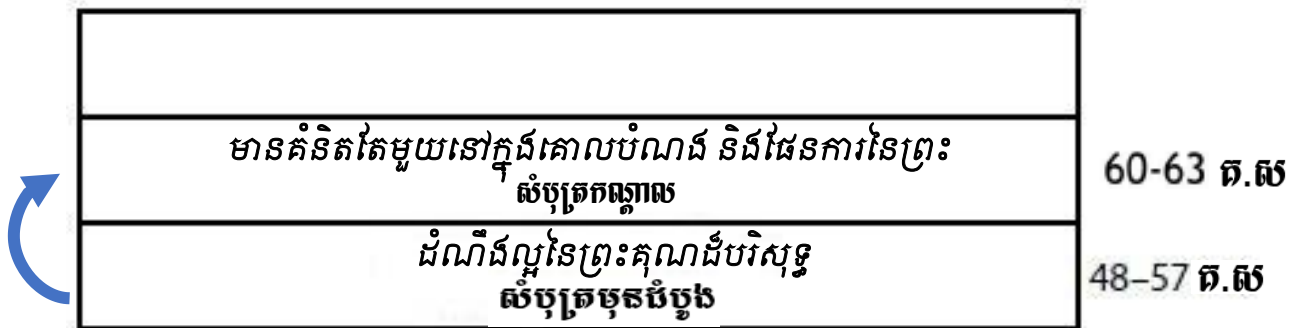 មានគំនិតតែមួយនៅក្នុងគោលបំណង និងផែនការនៃព្រះ
សំបុត្រកណ្តាល
60-63 គ.ស
ដំណឹងល្អនៃព្រះគុណដ៏បរិសុទ្ធ
សំបុត្រមុនដំបូង
48–57 គ.ស